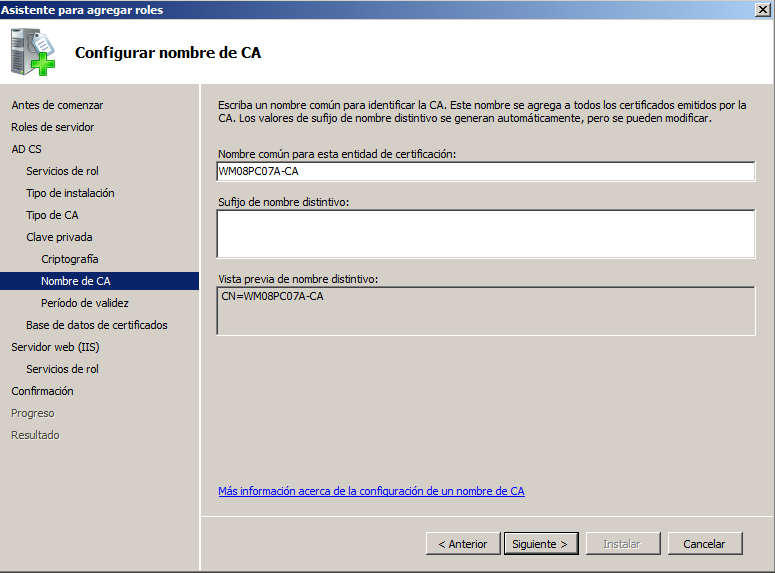 Asistente para agregar roles
Configurar nombre de CA
Antes de comenzar
Roles de servidor
AD CS
Servicios de rol
Tipo de instalación
Tipo de CA
Clave privada
Criptografía
Nombre de CA
Período de validez
Base de datos de certificados
Servidor web (IIS)
Servicios de rol
Confirmación
Progreso
Resultado
Escriba un nombre común para identificar la CA. Este nombre se agrega a todos los certificados emitidos por la
CA. Los valores de sufijo de nombre distintivo se generan automáticamente, pero se pueden modificar.
Nombre común para esta entidad de certificación:
WM08PC07A-CA
Sufijo de nombre distintivo:
Vista previa de nombre distintivo:
CN=WM08PC07A-CA
Más información acerca de la configuración de un nombre de CA
< Anterior
Siguiente >
Instalar
Cancelar